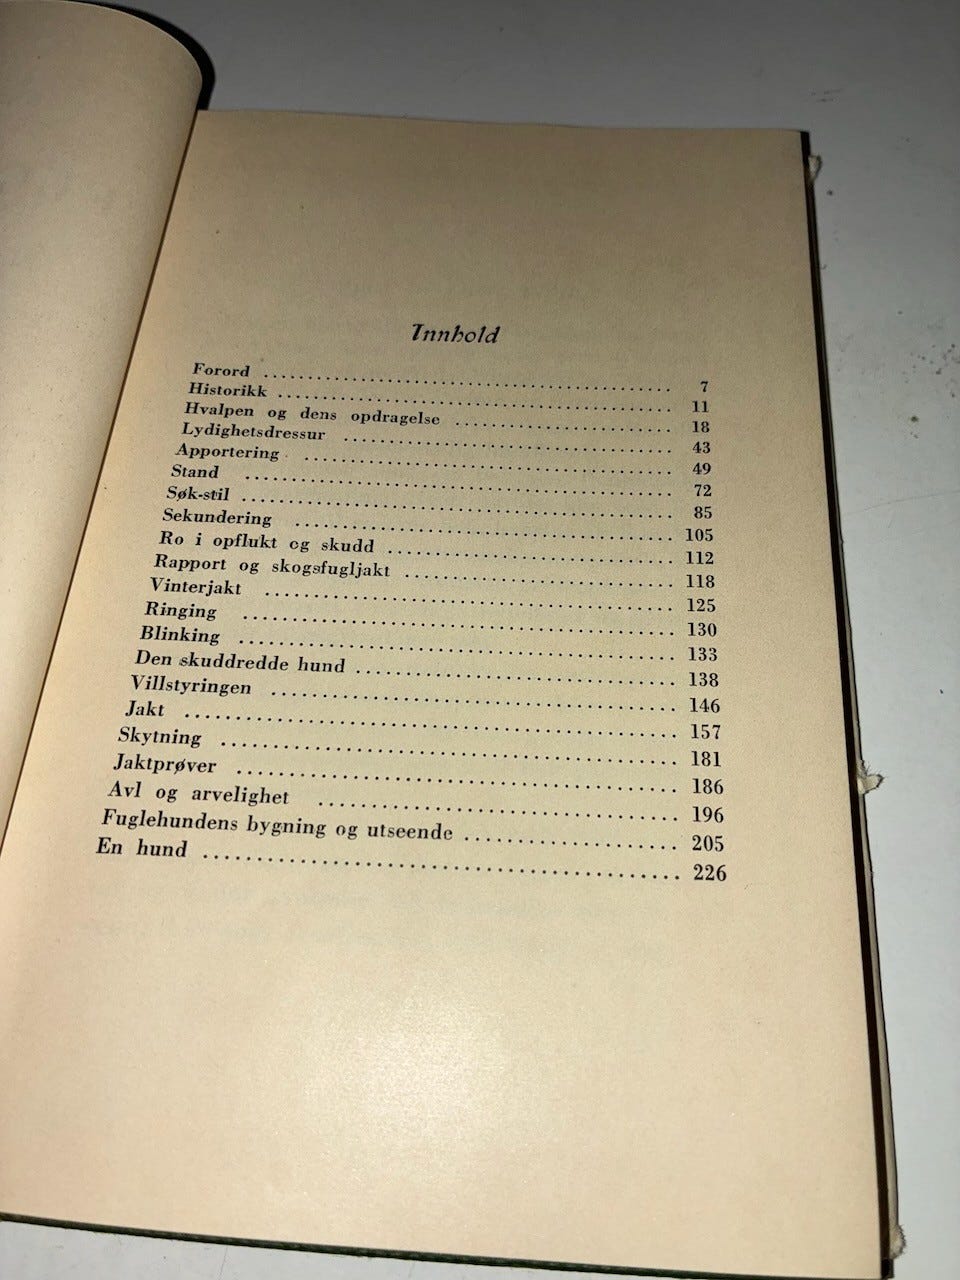 Innhold
Forord ........................................ 7
Historikk ........................................ 11
Hvalpen og dens opdragelse ........................ 18
Lydighetsdressur ................................ 43
Apportering ................................ 49
Stand ........................................ 72
Søk-stil ........................................ 85
Sekundering ................................ 105
Ro i opflukt og skudd ........................ 112
Rapport og skogsfugljakt ........................ 118
Vinterjakt ................................ 125
Ringing ........................................ 130
Blinking ........................................ 133
Den skuddredde hund ........................ 138
Villstyringen ................................ 146
Jakt ........................................ 157
Skytning ........................................ 181
Jaktprøver ................................ 186
Avl og arvelighet ........................ 196
Fuglehundens bygning og utseende ................ 205
En hund ........................................ 226